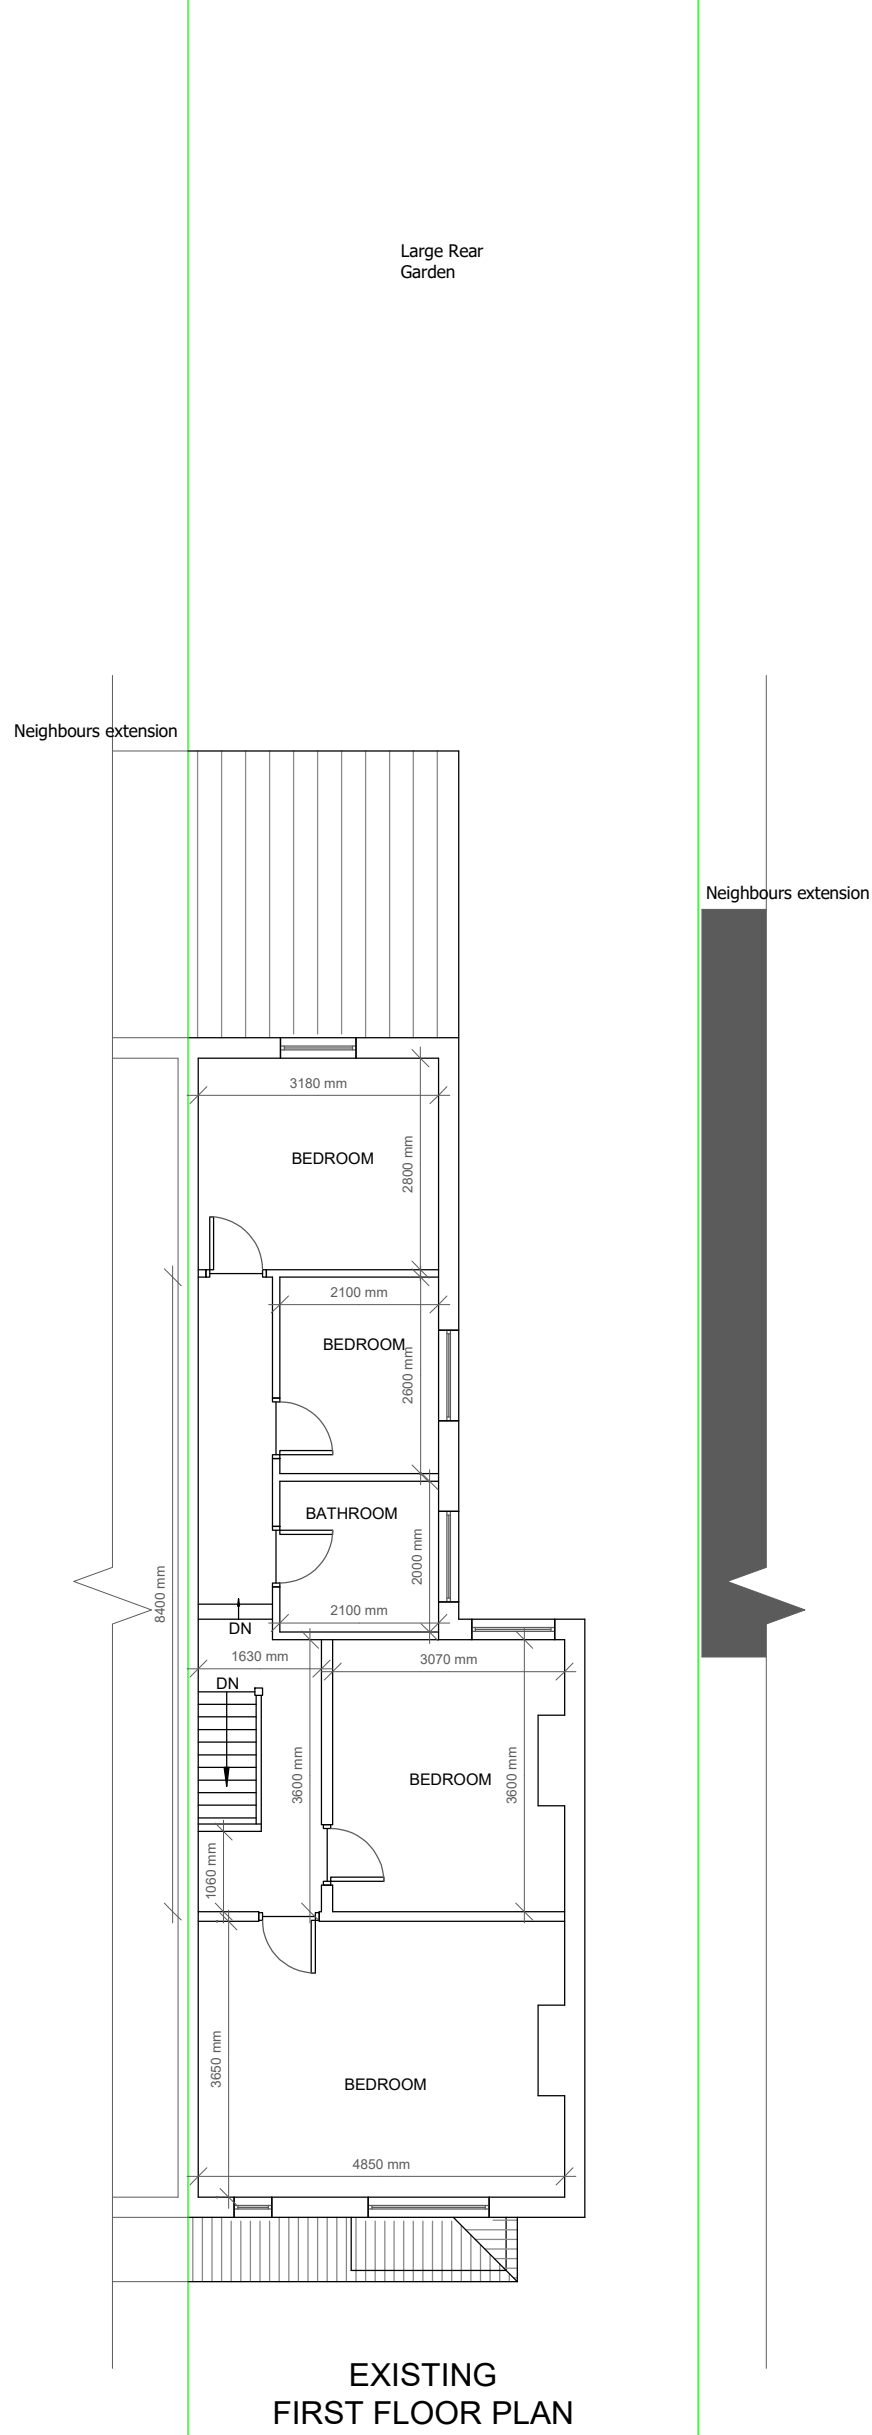 Large Rear
Garden
Neighbours extension
Neighbours extension
3180 mm
BEDROOM
2800 mm
2100 mm
BEDROOM
2600 mm
BATHROOM
2000 mm
8400 mm
2100 mm
DN
1630 mm
3070 mm
DN
3600 mm
BEDROOM
3600 mm
1060 mm
3650 mm
BEDROOM
4850 mm
EXISTING
FIRST FLOOR PLAN